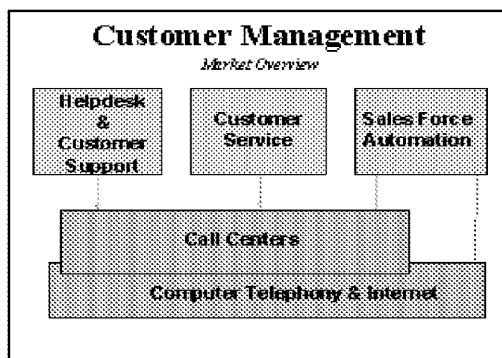 Customer Management
Market Overview
Helpdesk
&
Customer
Support
Customer
Service
Sales Force
Automation
Call Centers
Computer Telephony & Internet